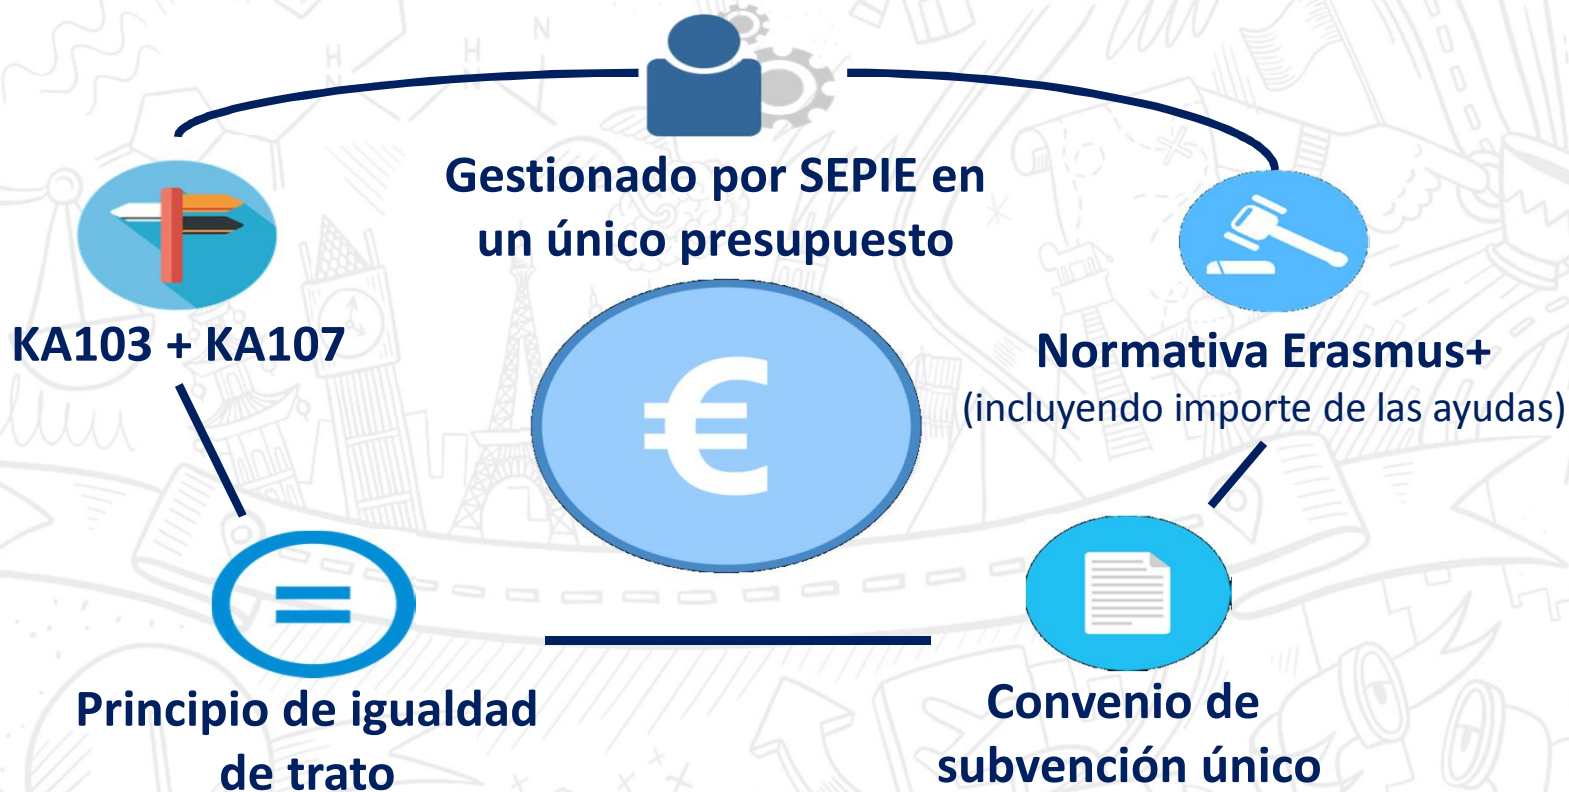 Gestionado por SEPIE en
un único presupuesto
KA103 + KA107
Normativa Erasmus+
(incluyendo importe de las ayudas)
€
=
Principio de igualdad
de trato
Convenio de
subvención único